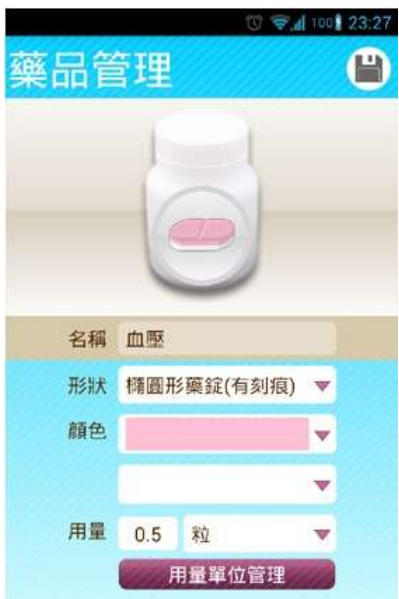 100 23:27
藥品管理
名稱 血壓
形狀 橢圓形藥錠(有刻痕)
顏色
用量 0.5 粒
用量單位管理